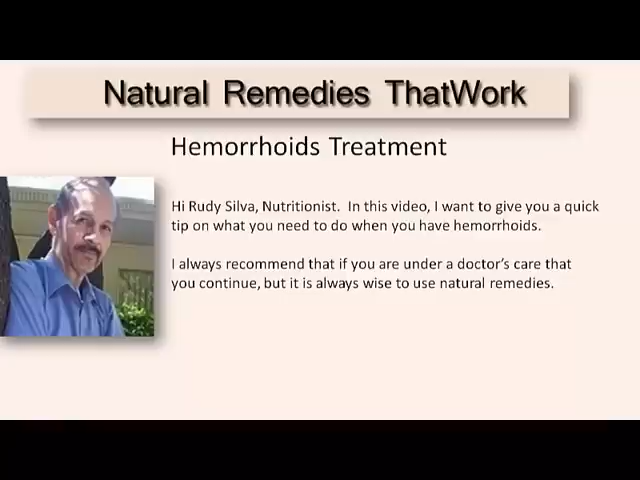 Natural Remedies ThatWork
Hemorrhoids Treatment
Hi Rudy Silva, Nutritionist. In this video, I want to give you a quick
tip on what you need to do when you have hemorrhoids.
I always recommend that if you are under a doctor's care that
you continue, but it is always wise to use natural remedies.